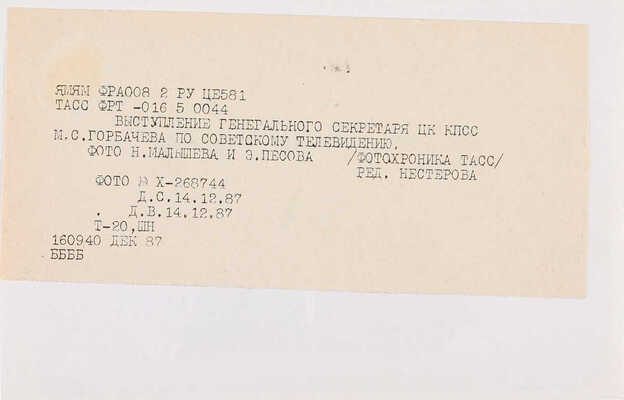 ЯМЯМ ФРА008 2 РУ ЦЕ581
ТАСС ФРТ -016 5 0044
ВЫСТУПЛЕНИЕ ГЕНЕГАЛЬНОГО СЕКРЕТАРЯ ЦК КПСС
М.С.ГОРБАЧЕВА ПО СОВЕТСКОМУ ТЕЛЕВИДЕНИЮ.
ФОТО Н.МАЛЫШЕВА И Э.ПЕСОВА /ФОТОХРОНИКА ТАСС/
РЕД. НЕСТЕРОВА
ФОТО № Х-268744
Д.С.14.12.87
. Д.В.14.12.87
Т-20,ШН
160940 ДЕК 87
ББББ